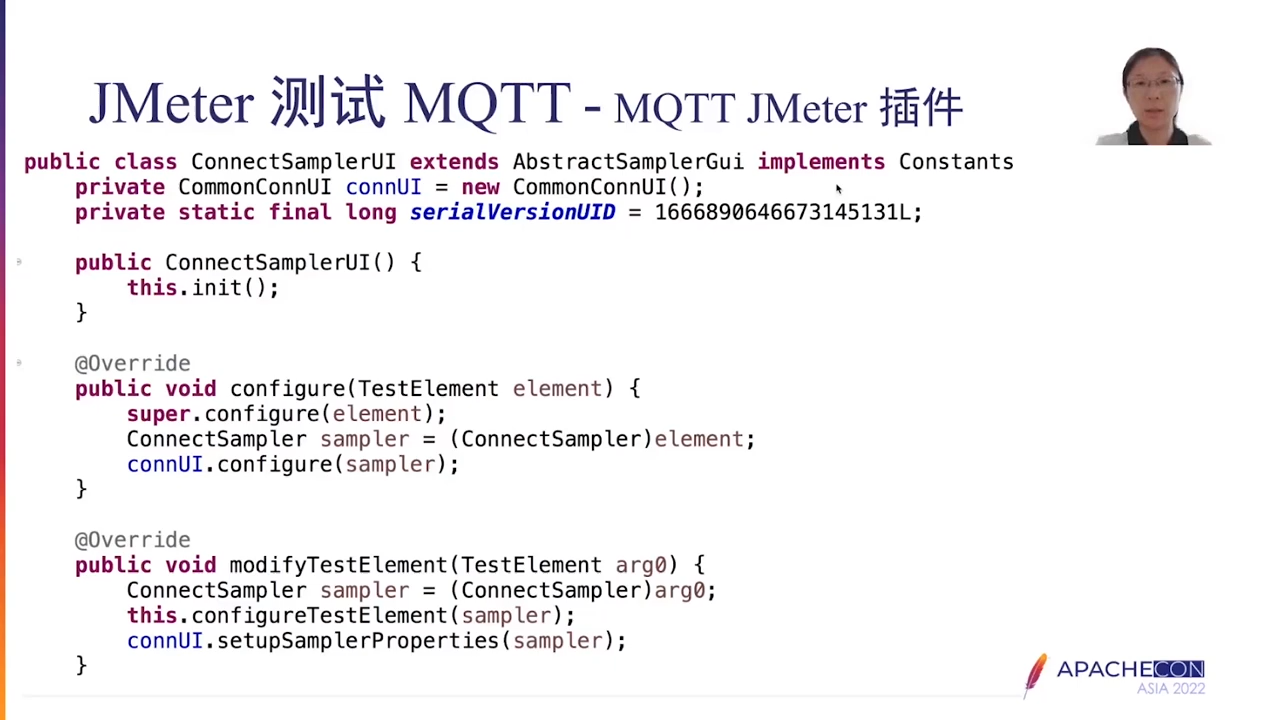 JMeter 测试 MQTT - MQTT JMeter 插件
public class ConnectSamplerUI extends AbstractSamplerGui implements Constants
private CommonConnUI connUI = new CommonConnUI();
private static final long serialVersionUID = 1666890646673145131L;
public ConnectSamplerUI() {
this.init();
}
@Override
public void configure(TestElement element) {
super.configure(element);
ConnectSampler sampler = (ConnectSampler)element;
connUI.configure(sampler);
}
@Override
public void modifyTestElement(TestElement arg0) {
ConnectSampler sampler = (ConnectSampler)arg0;
this.configureTestElement(sampler);
connUI.setupSamplerProperties(sampler);
}
APACHECON
ASIA 2022